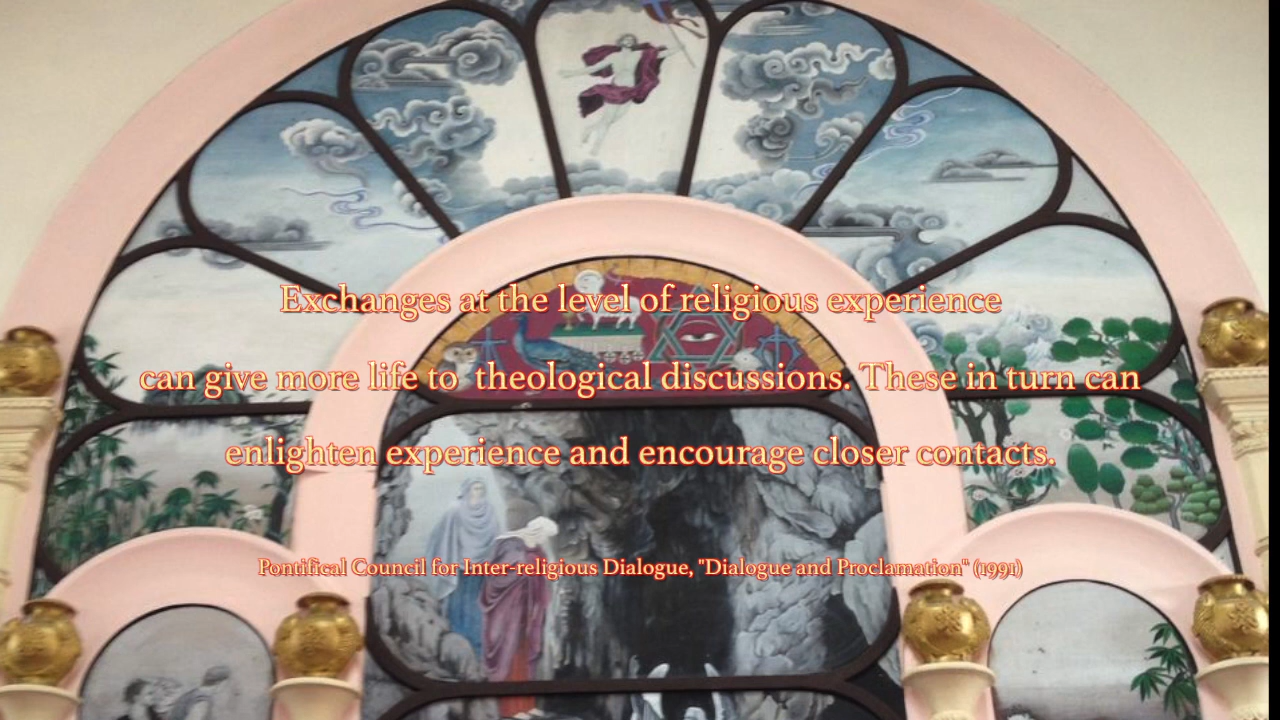 Exchanges at the level of religious experience
can give more life to  theological discussions. These in turn can
enlighten experience and encourage closer contacts.
Pontifical Council for Inter-religious Dialogue, "Dialogue and Proclamation" (1991)